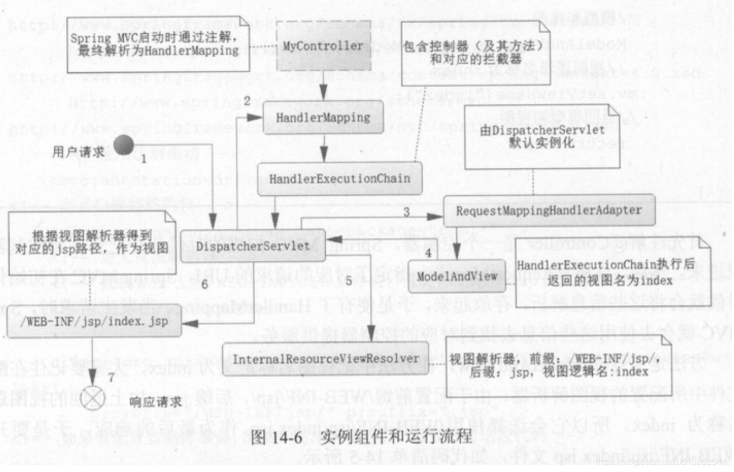 Spring MVC启动时通过注解,
最终解析为HandlerMapping
MyController
包含控制器（及其方法）
和对应的拦截器
2
HandlerMapping
用户请求
1
由DispatcherServlet
默认实例化
HandlerExecutionChain
3
RequestMappingHandlerAdapter
根据视图解析器得到
对应的jsp路径，作为视图
DispatcherServlet
4
ModelAndView
HandlerExecutionChain执行后
返回的视图名为index
6
5
/WEB-INF/jsp/index.jsp
InternalResourceViewResolver
视图解析器，前缀：/WEB-INF/jsp/
后缀：jsp，视图逻辑名:index
7
响应请求
图 14-6 实例组件和运行流程